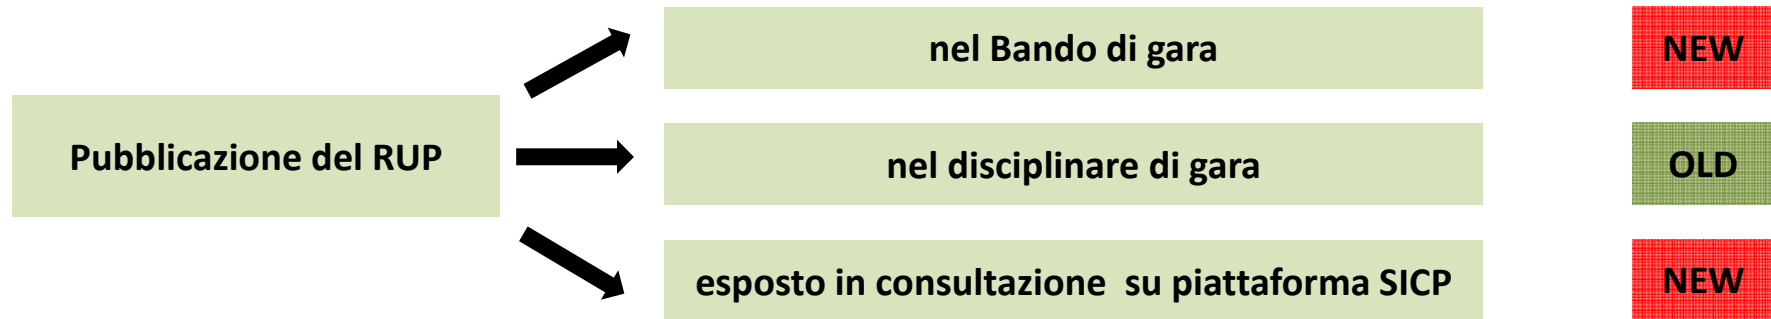 nel Bando di gara
NEW
Pubblicazione del RUP
nel disciplinare di gara
OLD
esposto in consultazione  su piattaforma SICP
NEW